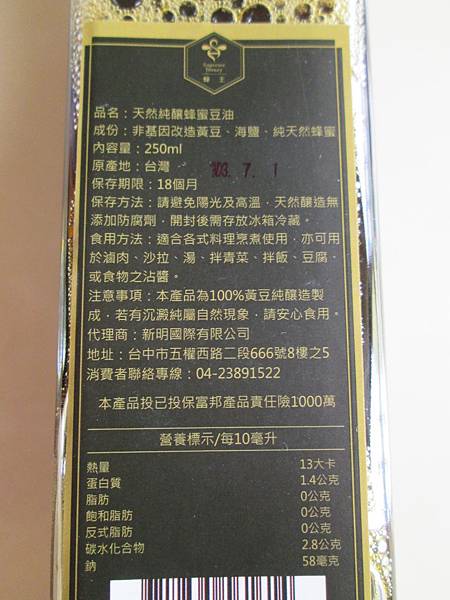 Supreme
Honey
蜂王
品名：天然純釀蜂蜜豆油
成份：非基因改造黃豆、海鹽、純天然蜂蜜
內容量：250ml
原產地：台灣 103. 7. 1
保存期限：18個月
保存方法：請避免陽光及高溫，天然釀造無
添加防腐劑，開封後需存放冰箱冷藏。
食用方法：適合各式料理烹煮使用，亦可用
於滷肉、沙拉、湯、拌青菜、拌飯、豆腐、
或食物之沾醬。
注意事項：本產品為100%黃豆純釀造製
成，若有沉澱純屬自然現象，請安心食用。
代理商：新明國際有限公司
地址：台中市五權西路二段666號8樓之5
消費者聯絡專線：04-23891522
本產品投已投保富邦產品責任險1000萬
營養標示/每10毫升
熱量 13大卡
蛋白質 1.4公克
脂肪 0公克
飽和脂肪 0公克
反式脂肪 0公克
碳水化合物 2.8公克
鈉 58毫克